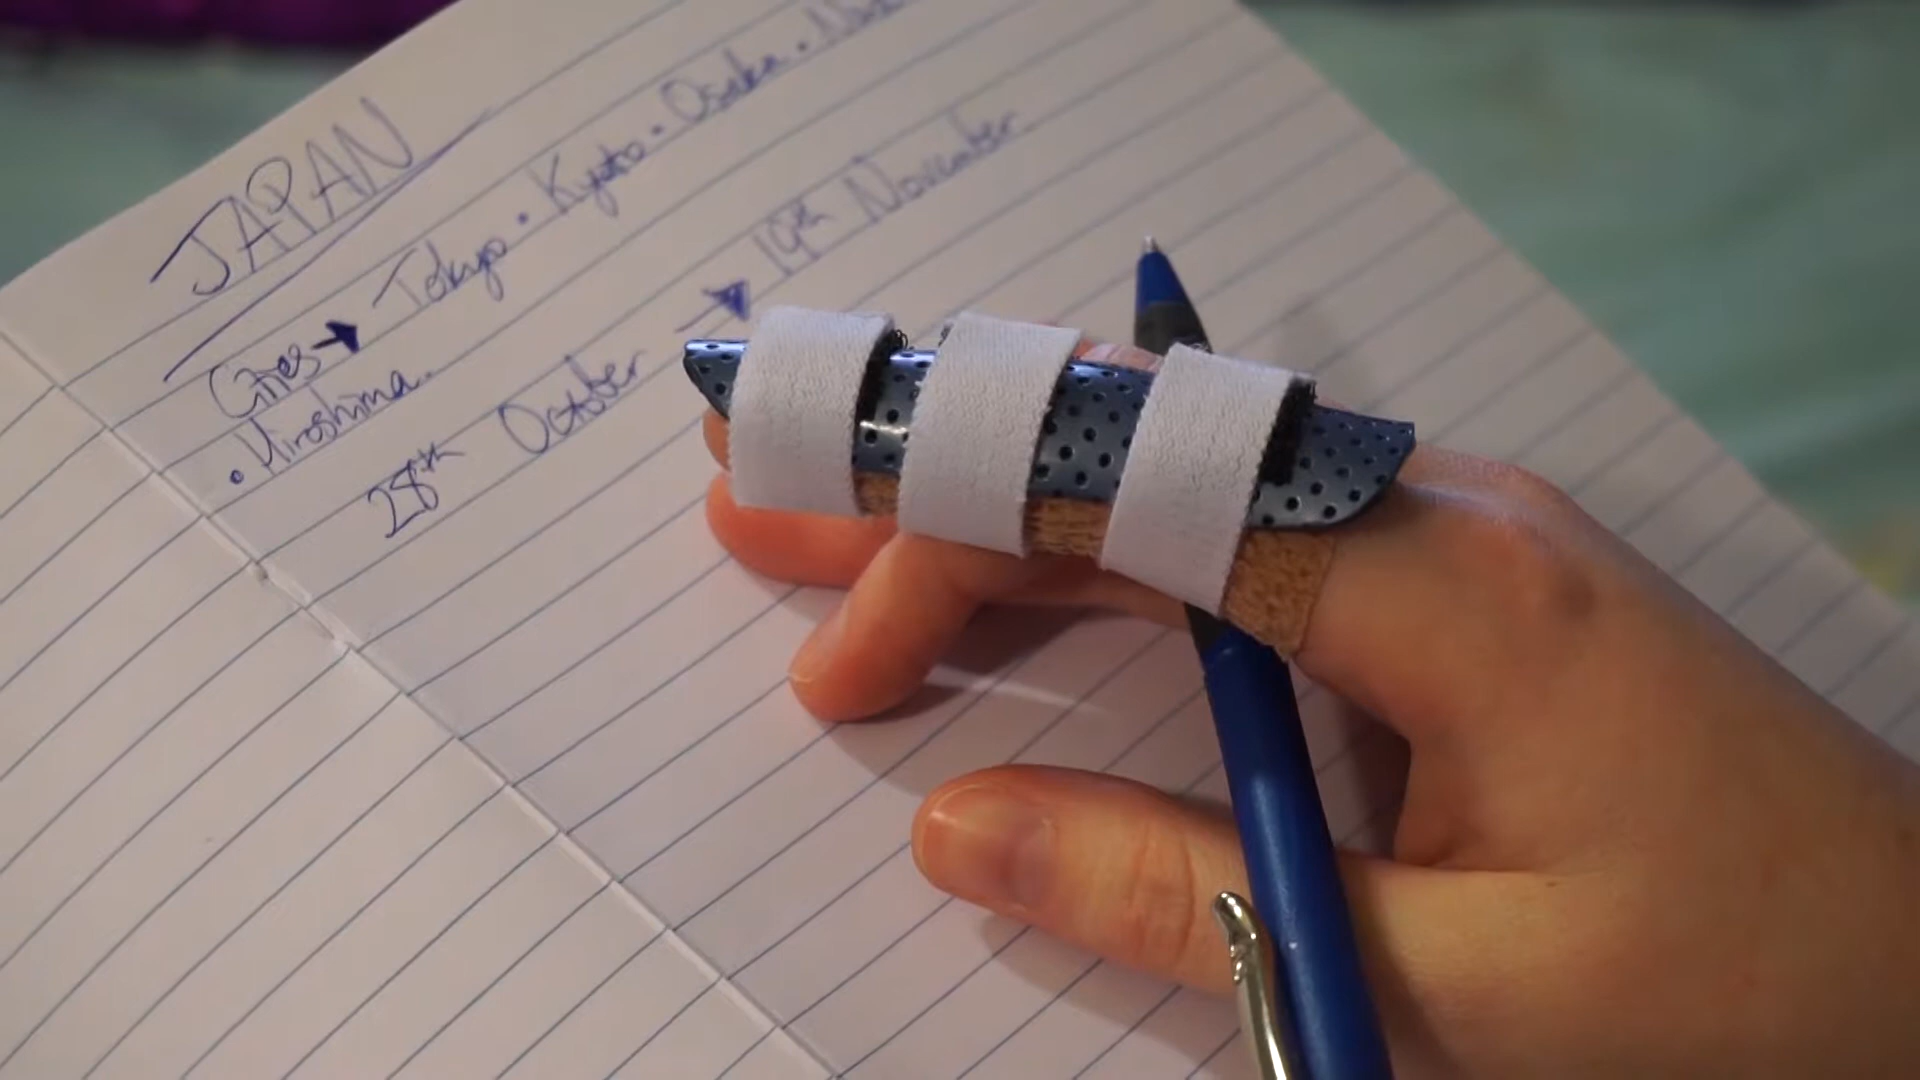 JAPAN
Cities → Tokyo • Kyoto • Osaka •
• Hiroshima.
28th October → 19th November